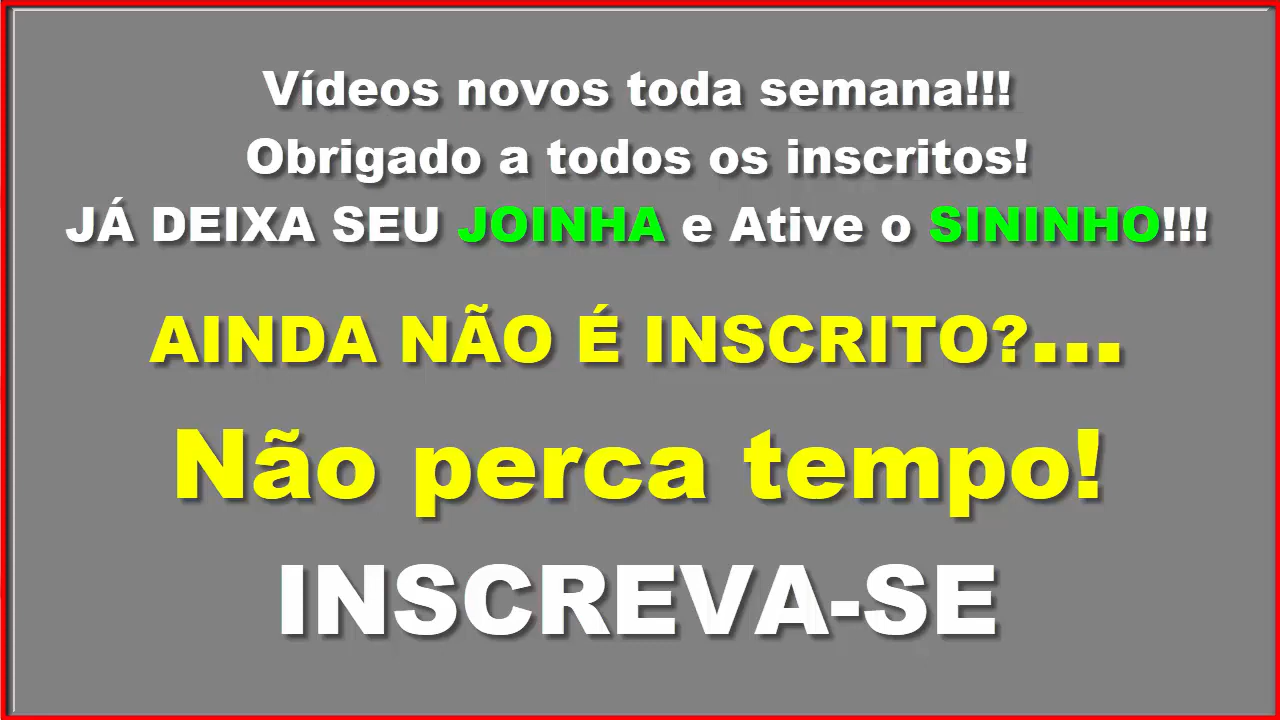 Vídeos novos toda semana!!!
Obrigado a todos os inscritos!
JÁ DEIXA SEU JOINHA e Ative o SININHO!!!
AINDA NÃO É INSCRITO?...
Não perca tempo!
INSCREVA-SE